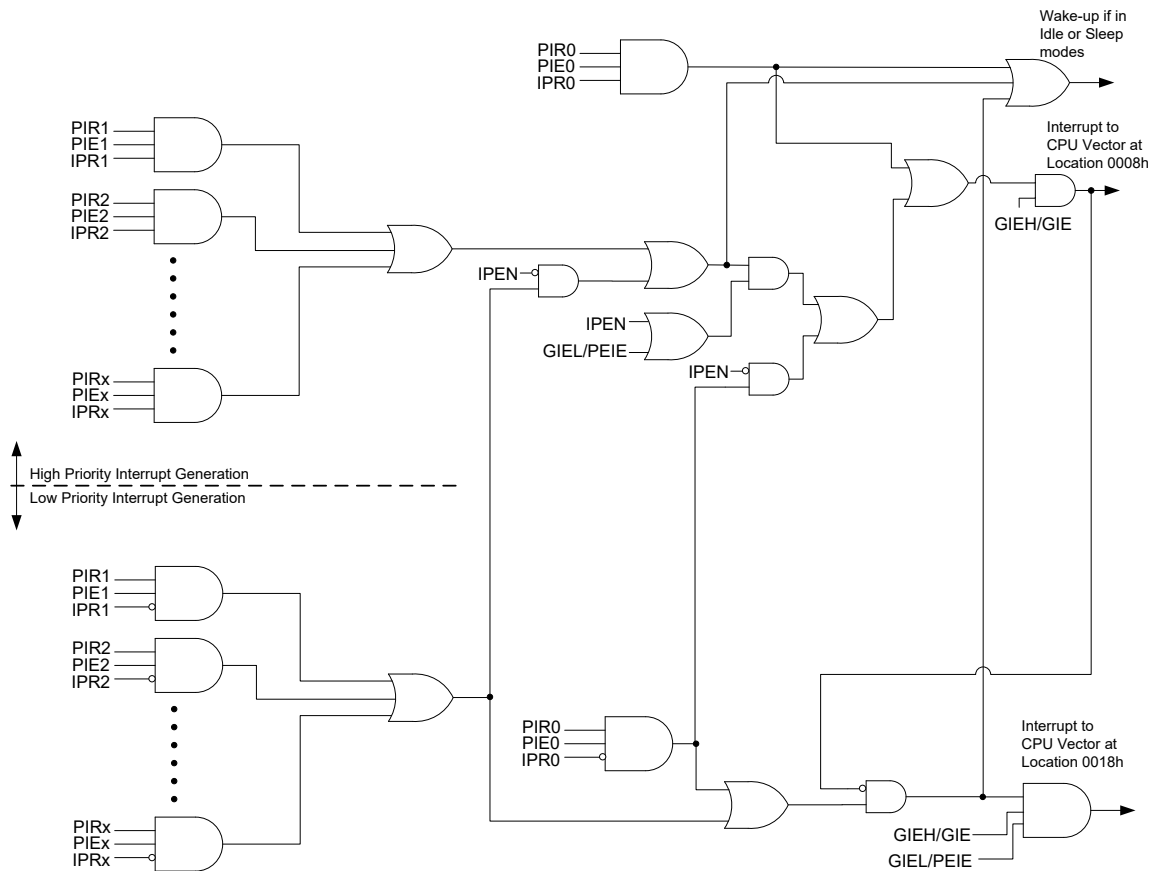 Wake-up if in
Idle or Sleep
modes
PIR0
PIE0
IPR0
Interrupt to
CPU Vector at
Location 0008h
PIR1
PIE1
IPR1
PIR2
PIE2
IPR2
GIEH/GIE
IPEN
IPEN
GIEL/PEIE
IPEN
PIRx
PIEx
IPRx
High Priority Interrupt Generation
Low Priority Interrupt Generation
PIR1
PIE1
IPR1
PIR2
PIE2
IPR2
PIR0
PIE0
IPR0
Interrupt to
CPU Vector at
Location 0018h
PIRx
PIEx
IPRx
GIEH/GIE
GIEL/PEIE